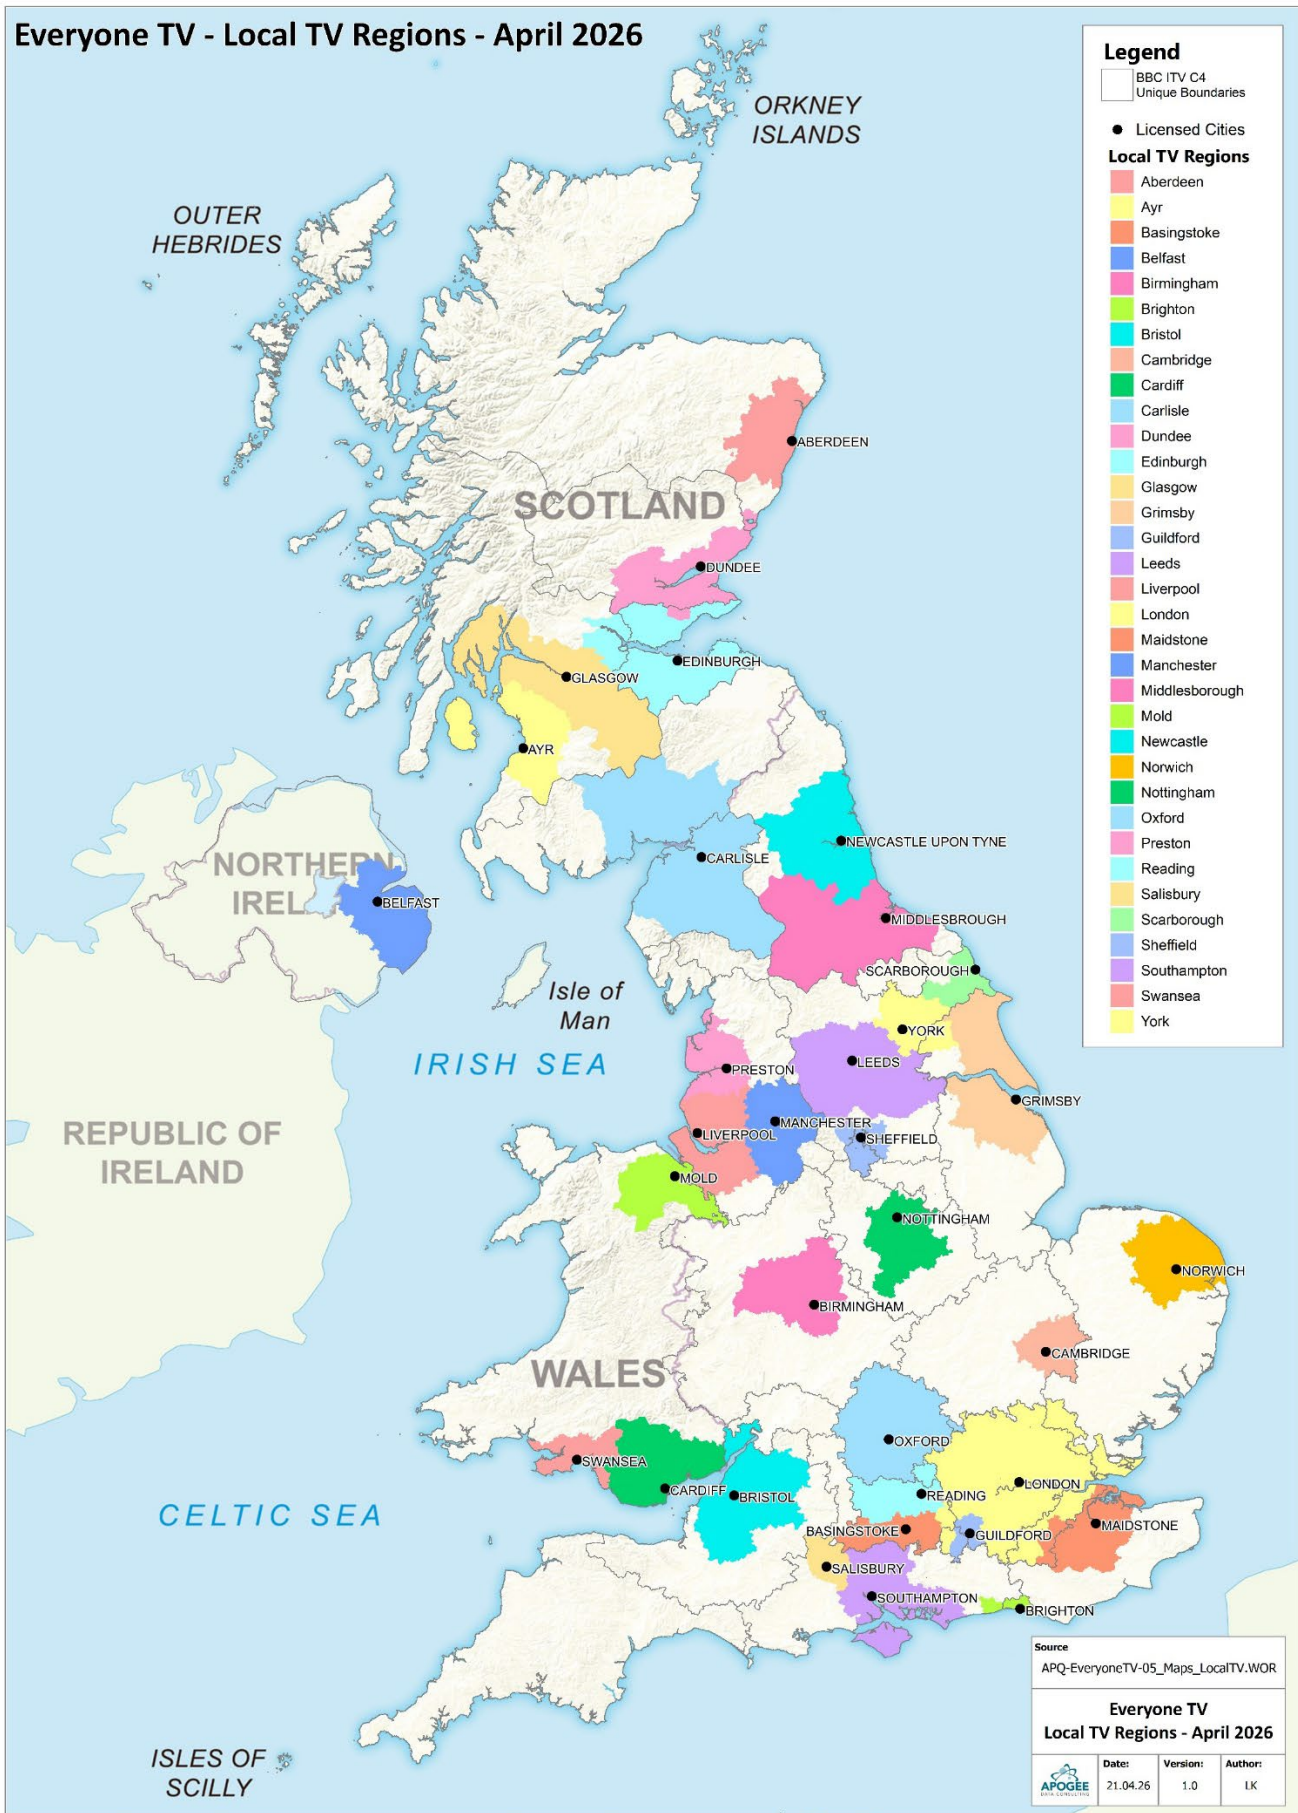 Everyone TV - Local TV Regions - April 2026
ORKNEY
ISLANDS
OUTER
HEBRIDES
ABERDEEN
SCOTLAND
DUNDEE
EDINBURGH
GLASGOW
AYR
NEWCASTLE UPON TYNE
CARLISLE
NORTHERN
IREL
BELFAST
MIDDLESBROUGH
SCARBOROUGH
Isle of
Man
YORK
IRISH SEA
LEEDS
PRESTON
GRIMSBY
MANCHESTER
LIVERPOOL
SHEFFIELD
REPUBLIC OF
IRELAND
MOLD
NOTTINGHAM
NORWICH
BIRMINGHAM
CAMBRIDGE
WALES
OXFORD
SWANSEA
LONDON
CARDIFF
BRISTOL
READING
CELTIC SEA
MAIDSTONE
BASINGSTOKE
GUILDFORD
SALISBURY
SOUTHAMPTON
BRIGHTON
ISLES OF
SCILLY
Legend
BBC ITV C4
Unique Boundaries
Licensed Cities
Local TV Regions
Aberdeen
Ayr
Basingstoke
Belfast
Birmingham
Brighton
Bristol
Cambridge
Cardiff
Carlisle
Dundee
Edinburgh
Glasgow
Grimsby
Guildford
Leeds
Liverpool
London
Maidstone
Manchester
Middlesborough
Mold
Newcastle
Norwich
Nottingham
Oxford
Preston
Reading
Salisbury
Scarborough
Sheffield
Southampton
Swansea
York
Source
APQ-EveryoneTV-05_Maps_LocalTV.WOR
Everyone TV
Local TV Regions - April 2026
APOGEE
DATA CONSULTING
Date:
21.04.26
Version:
1.0
Author:
LK